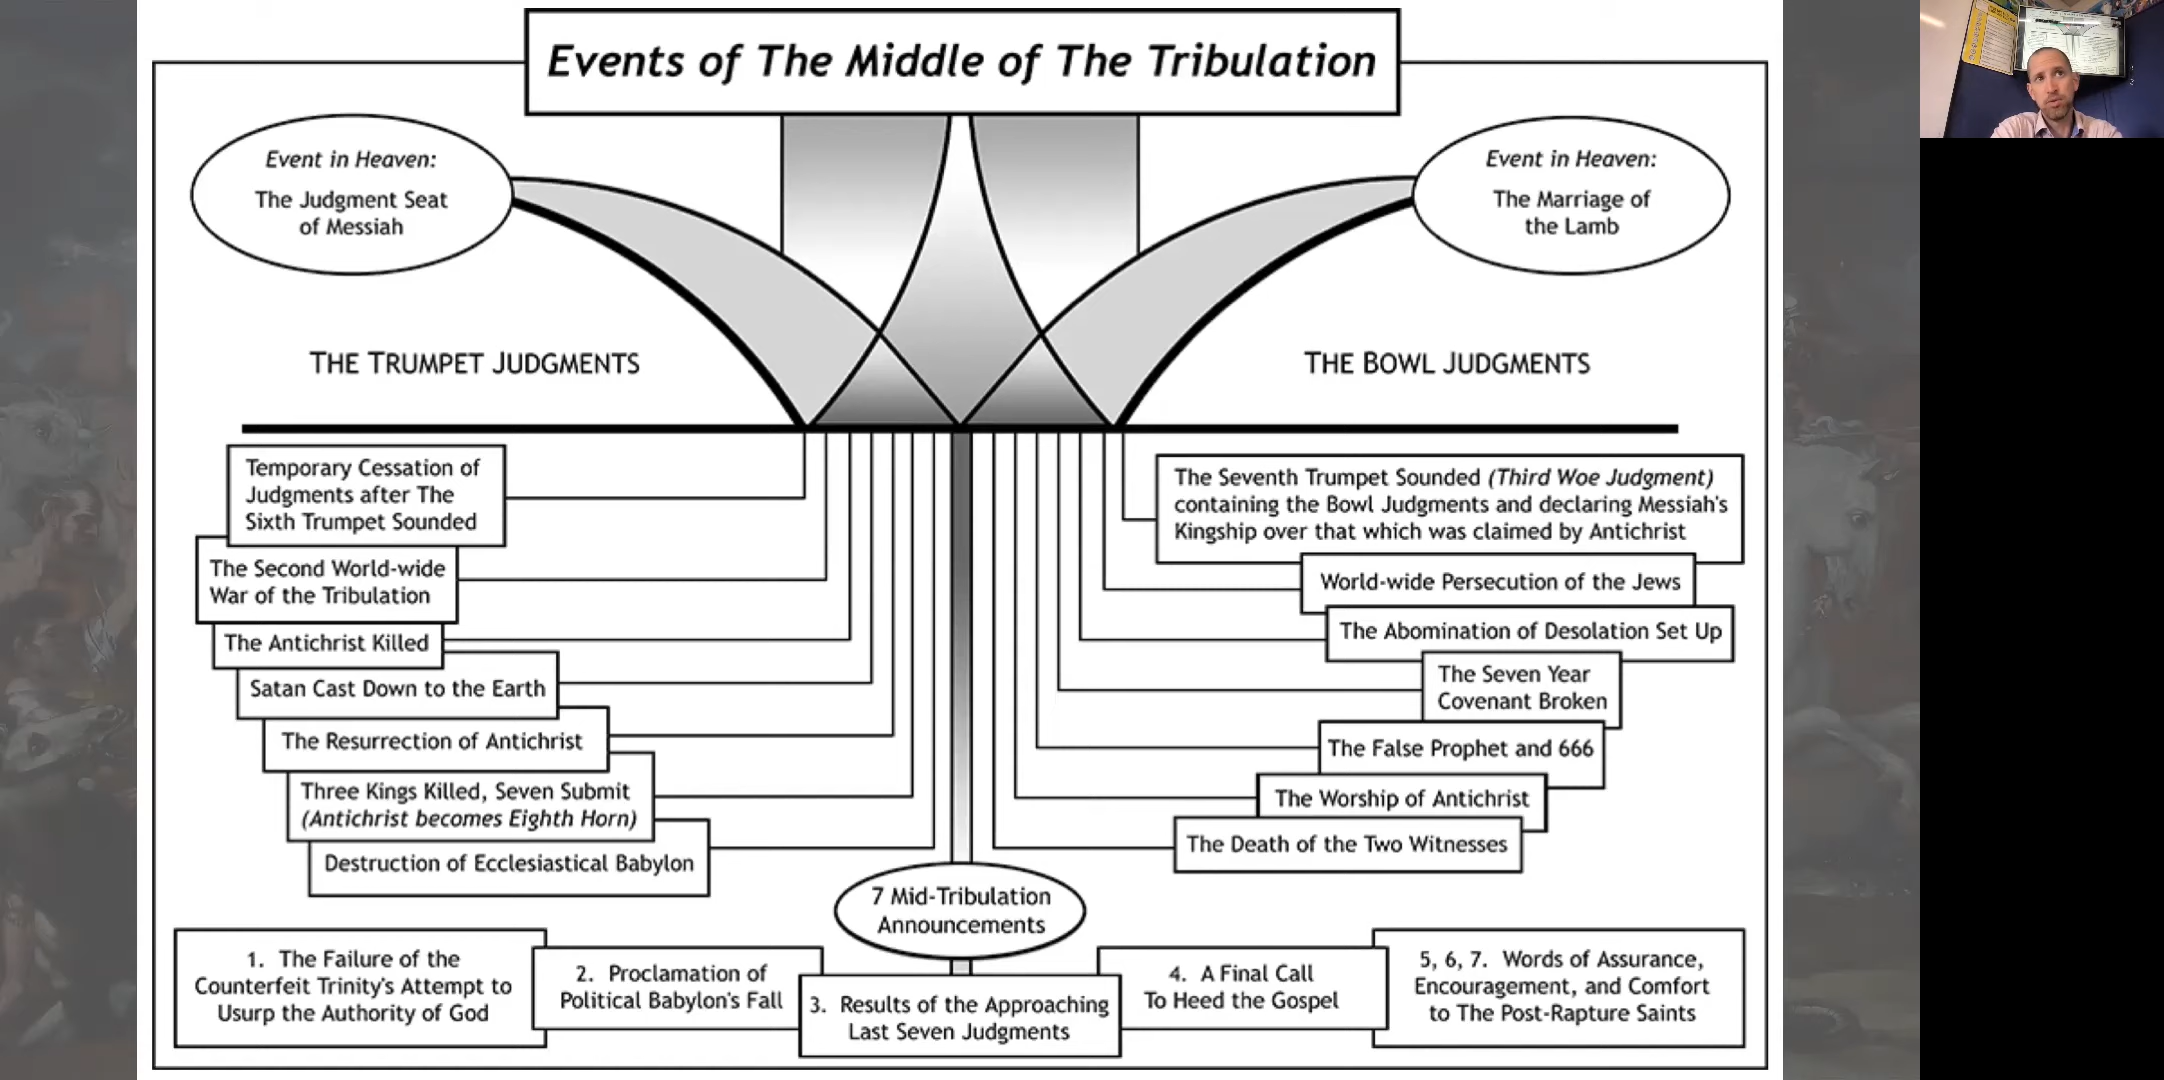 Events of The Middle of The Tribulation
Event in Heaven:
The Judgment Seat
of Messiah
Event in Heaven:
The Marriage of
the Lamb
THE TRUMPET JUDGMENTS
THE BOWL JUDGMENTS
Temporary Cessation of
Judgments after The
Sixth Trumpet Sounded
The Second World-wide
War of the Tribulation
The Antichrist Killed
Satan Cast Down to the Earth
The Resurrection of Antichrist
Three Kings Killed, Seven Submit
(Antichrist becomes Eighth Horn)
Destruction of Ecclesiastical Babylon
The Seventh Trumpet Sounded (Third Woe Judgment)
containing the Bowl Judgments and declaring Messiah's
Kingship over that which was claimed by Antichrist
World-wide Persecution of the Jews
The Abomination of Desolation Set Up
The Seven Year
Covenant Broken
The False Prophet and 666
The Worship of Antichrist
The Death of the Two Witnesses
7 Mid-Tribulation
Announcements
1. The Failure of the
Counterfeit Trinity's Attempt to
Usurp the Authority of God
2. Proclamation of
Political Babylon's Fall
3. Results of the Approaching
Last Seven Judgments
4. A Final Call
To Heed the Gospel
5, 6, 7. Words of Assurance,
Encouragement, and Comfort
to The Post-Rapture Saints